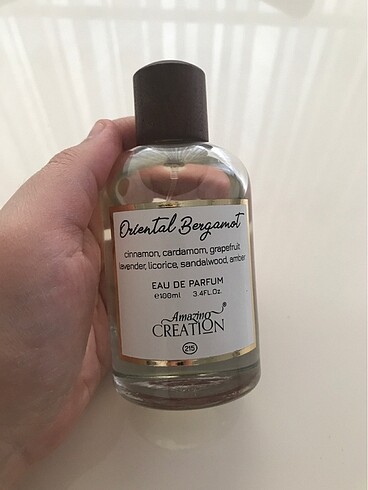 Oriental Bergamot
cinnamon, cardamom, grapefruit
lavender, licorice, sandalwood, amber
EAU DE PARFUM
℮100ml 3.4FL.Oz.
Amazing®
CREATION
215